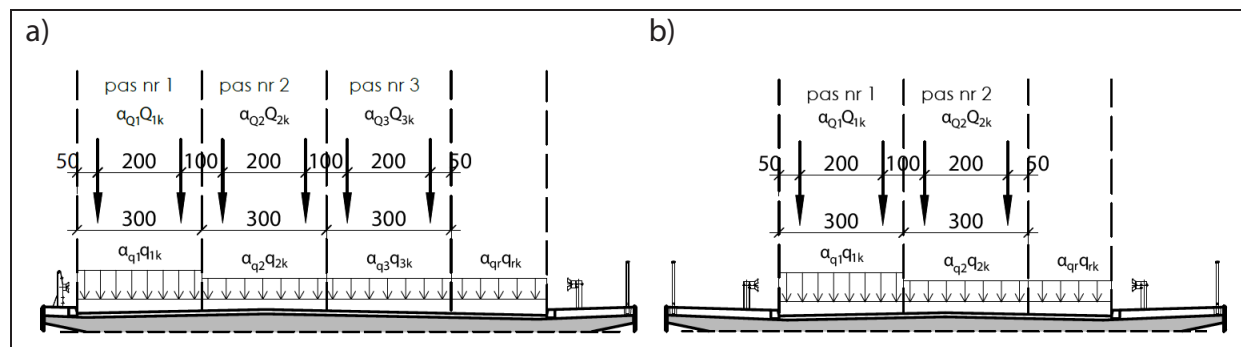 a)
pas nr 1 pas nr 2 pas nr 3
αQ1Q1k αQ2Q2k αQ3Q3k
50 200 100 200 100 200 50
300 300 300
αq1q1k αq2q2k αq3q3k αqrqrk
b)
pas nr 1 pas nr 2
αQ1Q1k αQ2Q2k
50 200 100 200 50
300 300
αq1q1k αq2q2k αqrqrk